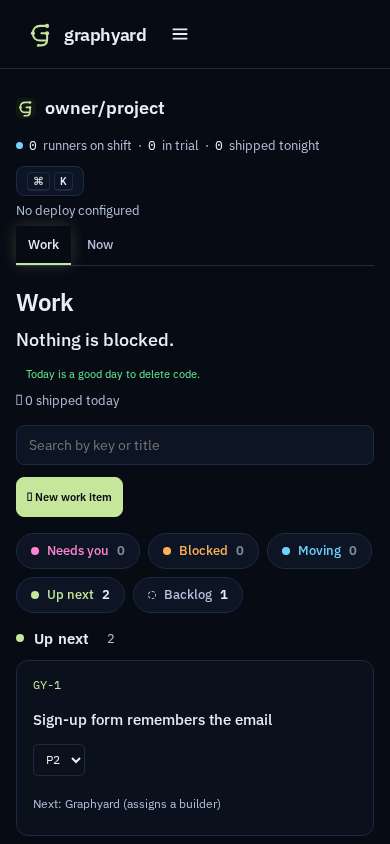 graphyard
owner/project
0 runners on shift · 0 in trial · 0 shipped tonight
⌘ K
No deploy configured
Work Now
Work
Nothing is blocked.
Today is a good day to delete code.
0 shipped today
Search by key or title
New work item
Needs you 0 Blocked 0 Moving 0
Up next 2 Backlog 1
Up next 2
GY-1
Sign-up form remembers the email
P2
Next: Graphyard (assigns a builder)